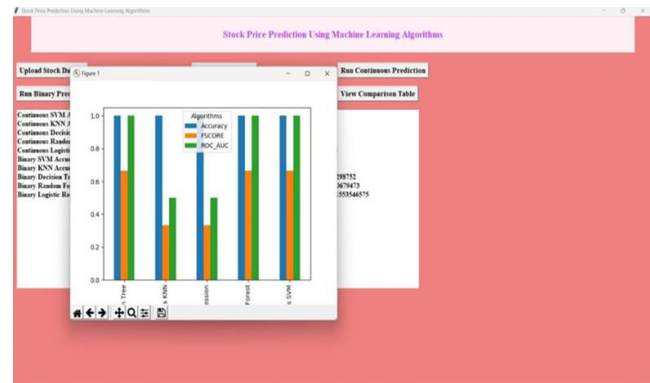 Stock Price Prediction Using Machine Learning Algorithms
Stock Price Prediction Using Machine Learning Algorithms
Upload Stock Da
Run Continuous Prediction
Run Binary Pre
View Comparison Table
Continuous SVM A
Continuous KNN A
Continuous Decisi
Continuous Rando
Continuous Logisti
Binary SVM Accu
Binary KNN Accu
Binary Decision Tr
Binary Random Fo
Binary Logistic Re
298752
3679473
1553546575
Figure 1
Algorithms
Accuracy
FSCORE
ROC_AUC
1.0
0.8
0.6
0.4
0.2
0.0
n Tree
s KNN
ession
Forest
s SVM